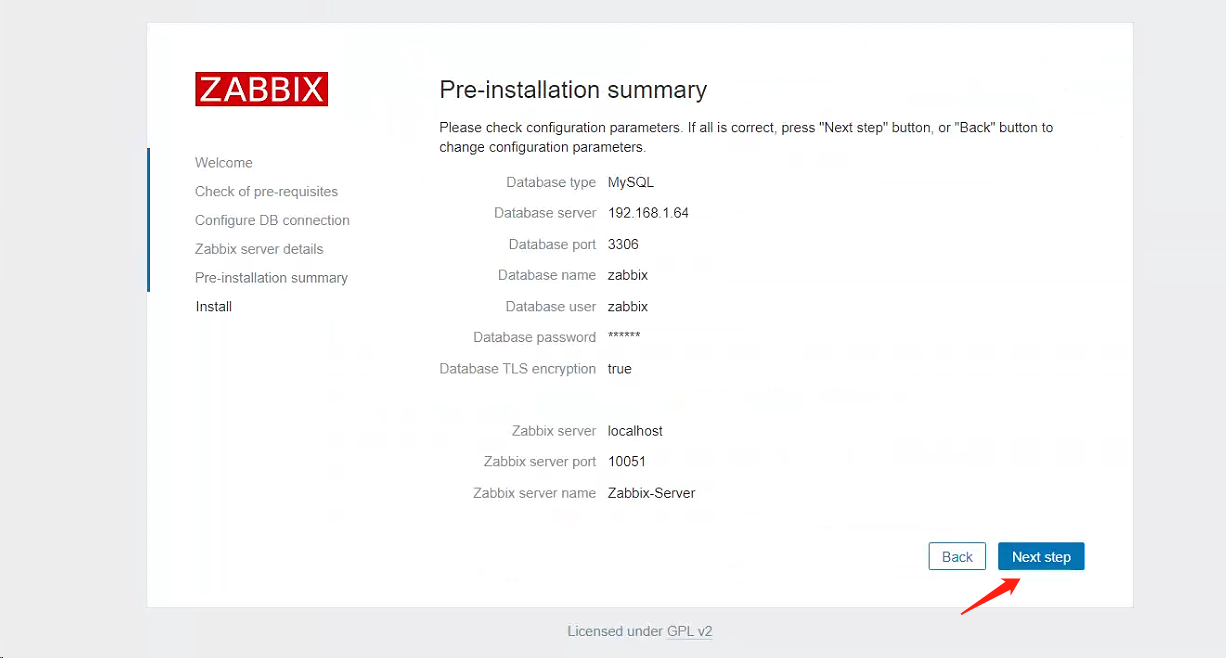 ZABBIX
Welcome
Check of pre-requisites
Configure DB connection
Zabbix server details
Pre-installation summary
Install
Pre-installation summary
Please check configuration parameters. If all is correct, press "Next step" button, or "Back" button to
change configuration parameters.
Database type MySQL
Database server 192.168.1.64
Database port 3306
Database name zabbix
Database user zabbix
Database password ******
Database TLS encryption true
Zabbix server localhost
Zabbix server port 10051
Zabbix server name Zabbix-Server
Back Next step
Licensed under GPL v2